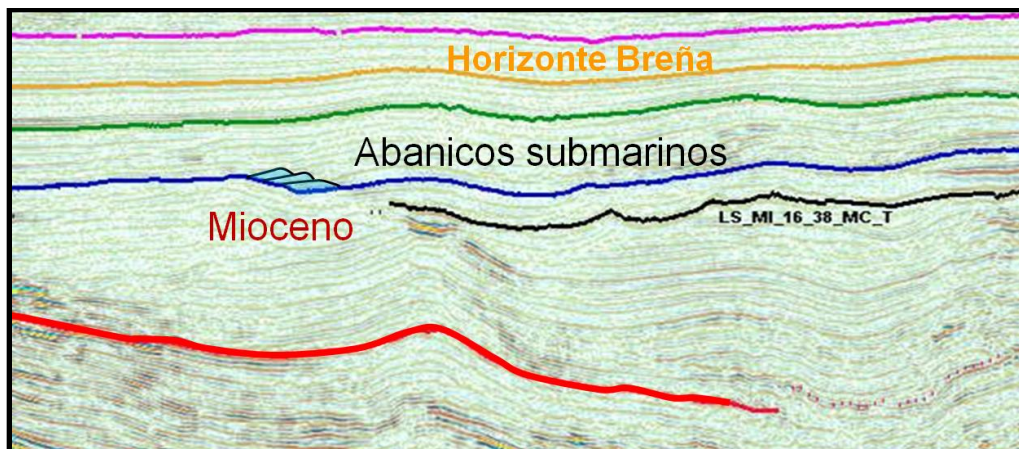 Horizonte Breña
Abanicos submarinos
Mioceno
LS_MI_16_38_MC_T